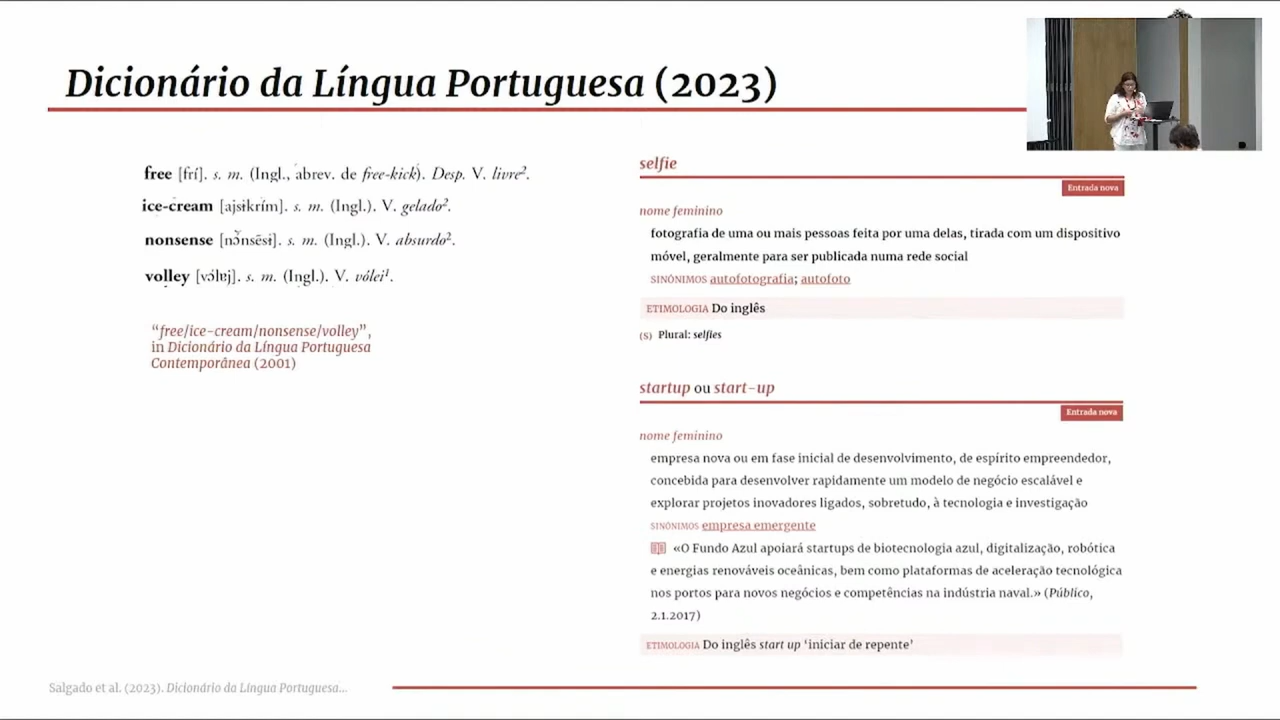 Dicionário da Língua Portuguesa (2023)
free [frí]. s. m. (Ingl., abrev. de free-kick). Desp. V. livre².
ice-cream [ajsikrím]. s. m. (Ingl.). V. gelado².
nonsense [nɔ̃nsẽsɨ]. s. m. (Ingl.). V. absurdo².
volley [vɔ́lɐj]. s. m. (Ingl.). V. vólei¹.
“free/ice-cream/nonsense/volley”,
in Dicionário da Língua Portuguesa
Contemporânea (2001)
selfie
Entrada nova
nome feminino
fotografia de uma ou mais pessoas feita por uma delas, tirada com um dispositivo
móvel, geralmente para ser publicada numa rede social
SINÓNIMOS autofotografia; autofoto
ETIMOLOGIA Do inglês
(S) Plural: selfies
startup ou start-up
Entrada nova
nome feminino
empresa nova ou em fase inicial de desenvolvimento, de espírito empreendedor,
concebida para desenvolver rapidamente um modelo de negócio escalável e
explorar projetos inovadores ligados, sobretudo, à tecnologia e investigação
SINÓNIMOS empresa emergente
«O Fundo Azul apoiará startups de biotecnologia azul, digitalização, robótica
e energias renováveis oceânicas, bem como plataformas de aceleração tecnológica
nos portos para novos negócios e competências na indústria naval.» (Público,
2.1.2017)
ETIMOLOGIA Do inglês start up ‘iniciar de repente’
Salgado et al. (2023). Dicionário da Língua Portuguesa...